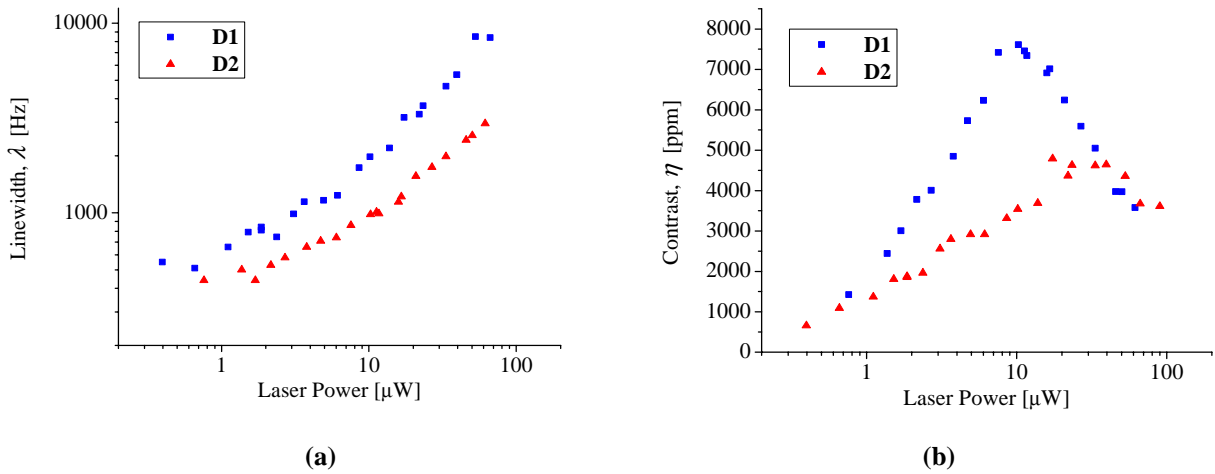 10000
1000
Linewidth, λ [Hz]
D1
D2
1
10
100
Laser Power [µW]
(a)
8000
7000
6000
5000
4000
3000
2000
1000
0
Contrast, η [ppm]
D1
D2
1
10
100
Laser Power [µW]
(b)